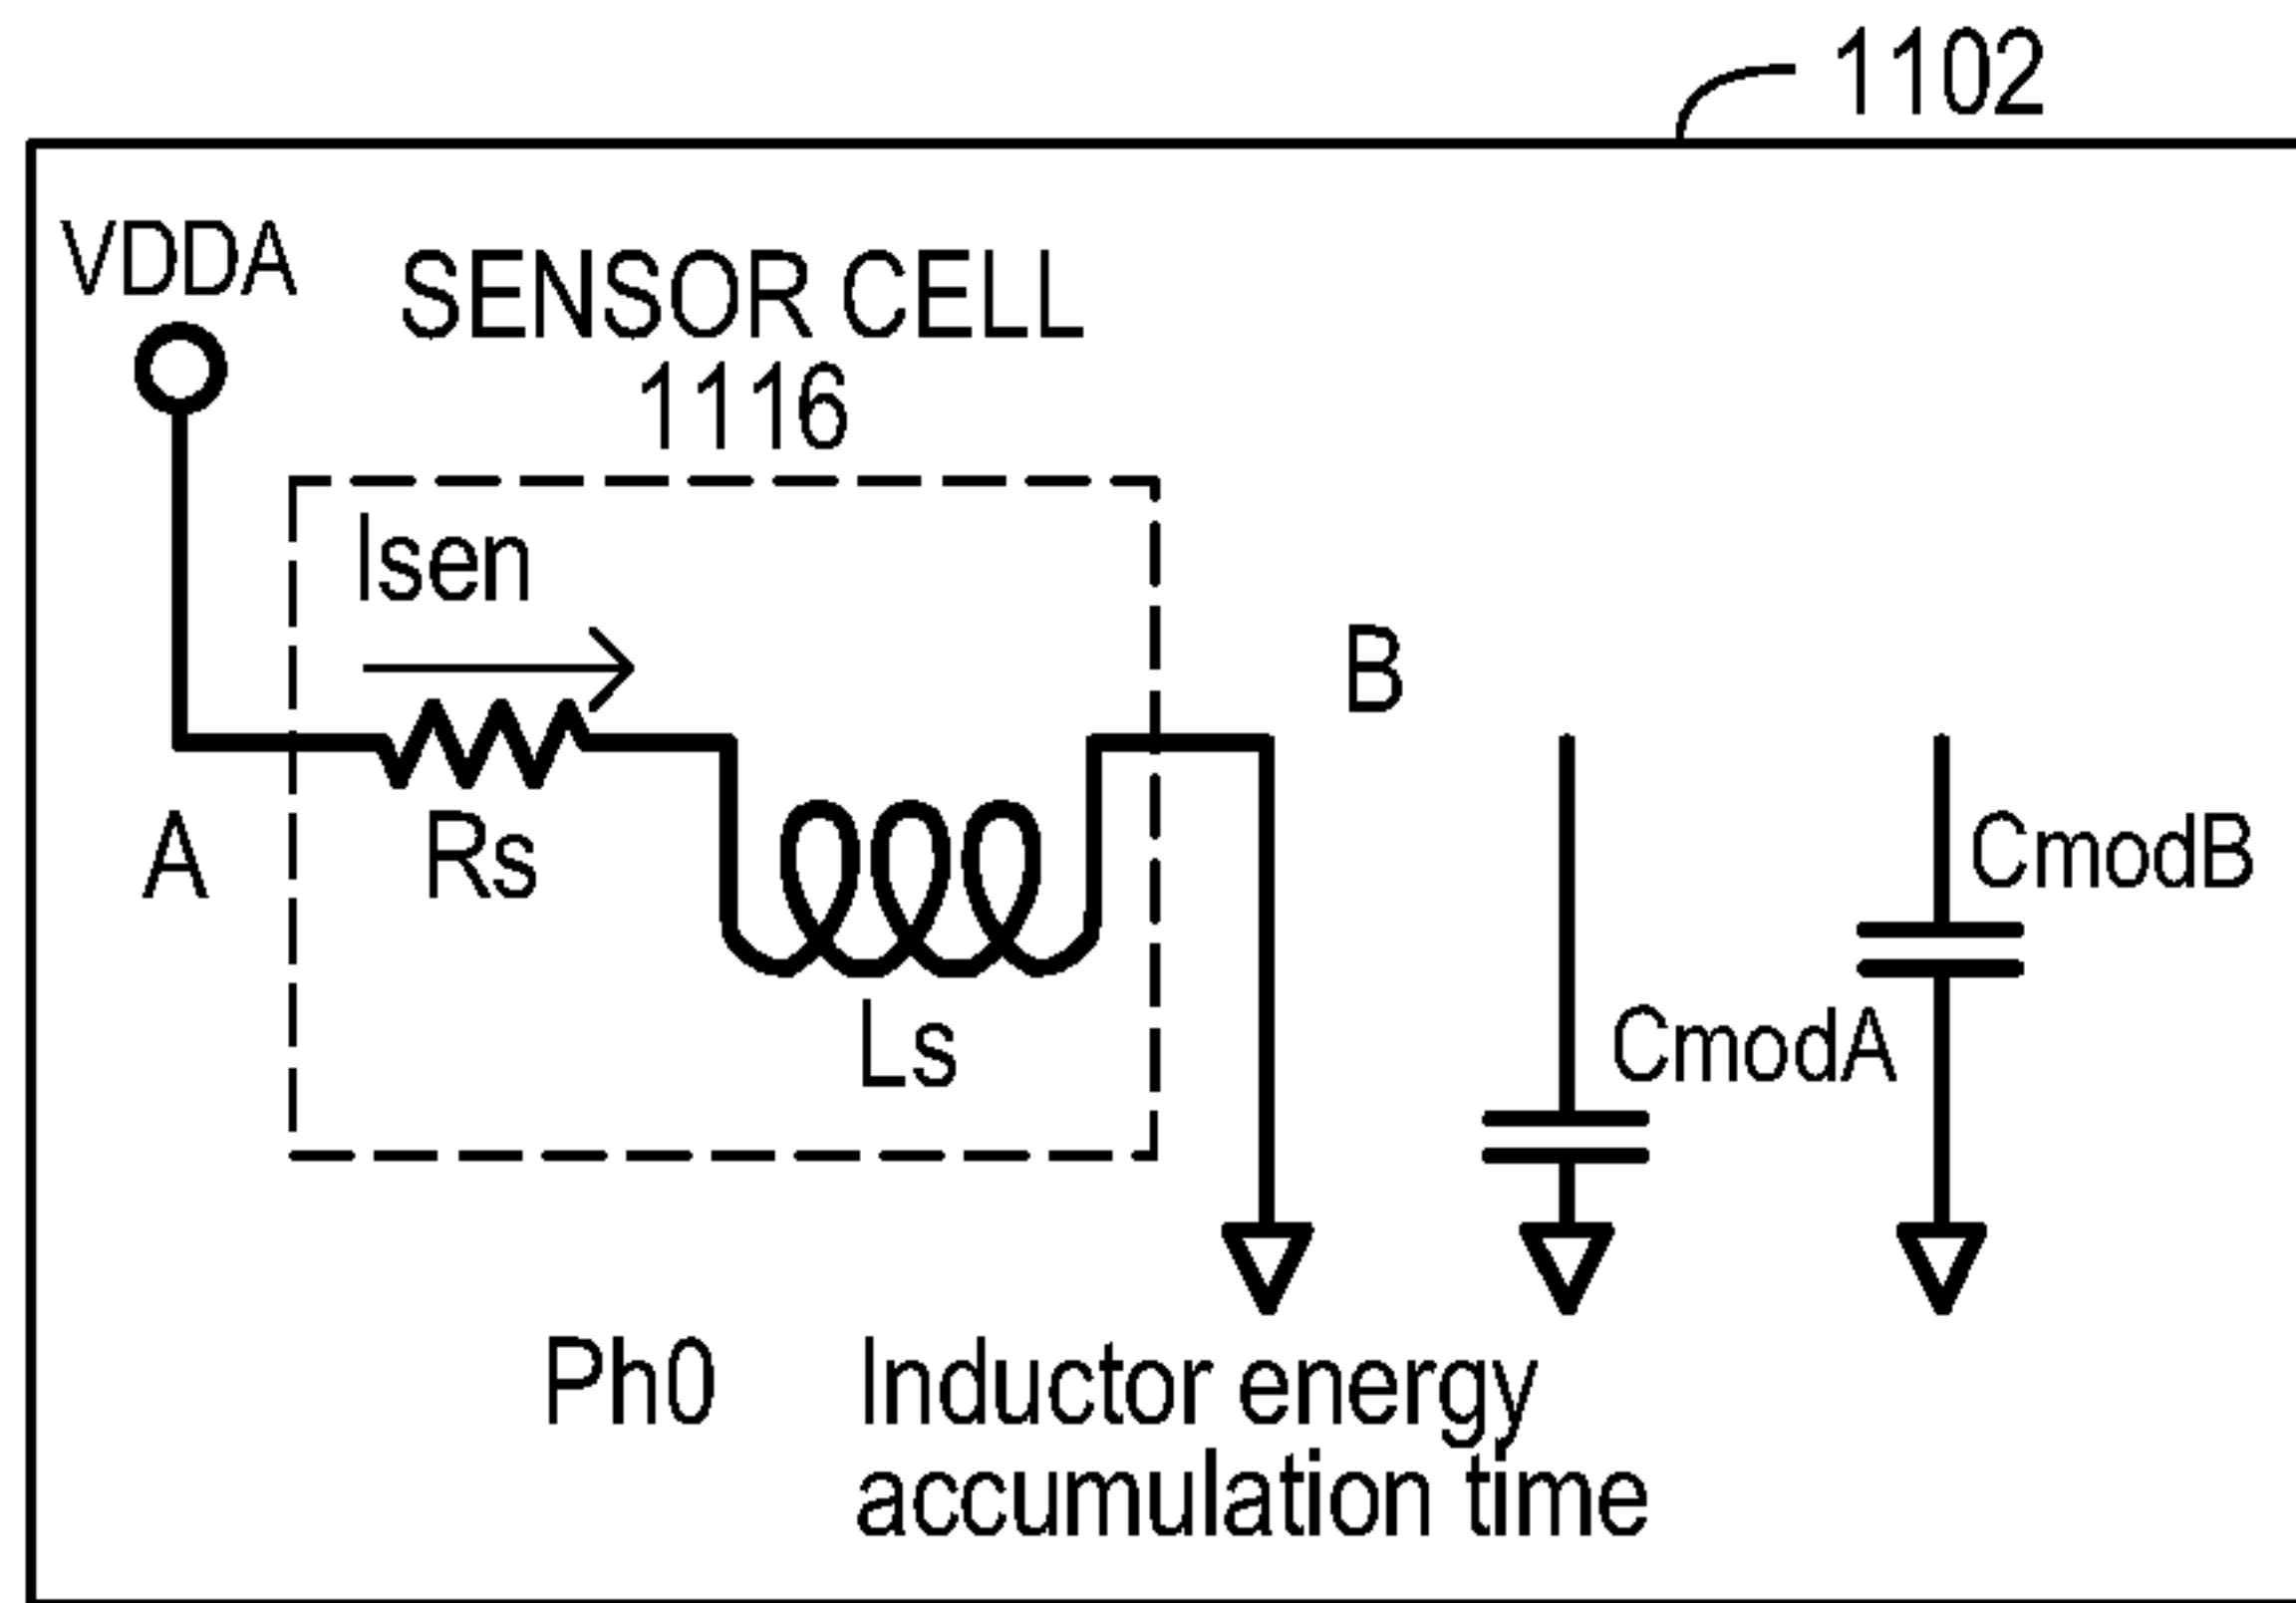 1102
VDDA
SENSOR CELL
1116
Isen
B
A
Rs
CmodB
Ls
CmodA
Ph0 Inductor energy
accumulation time